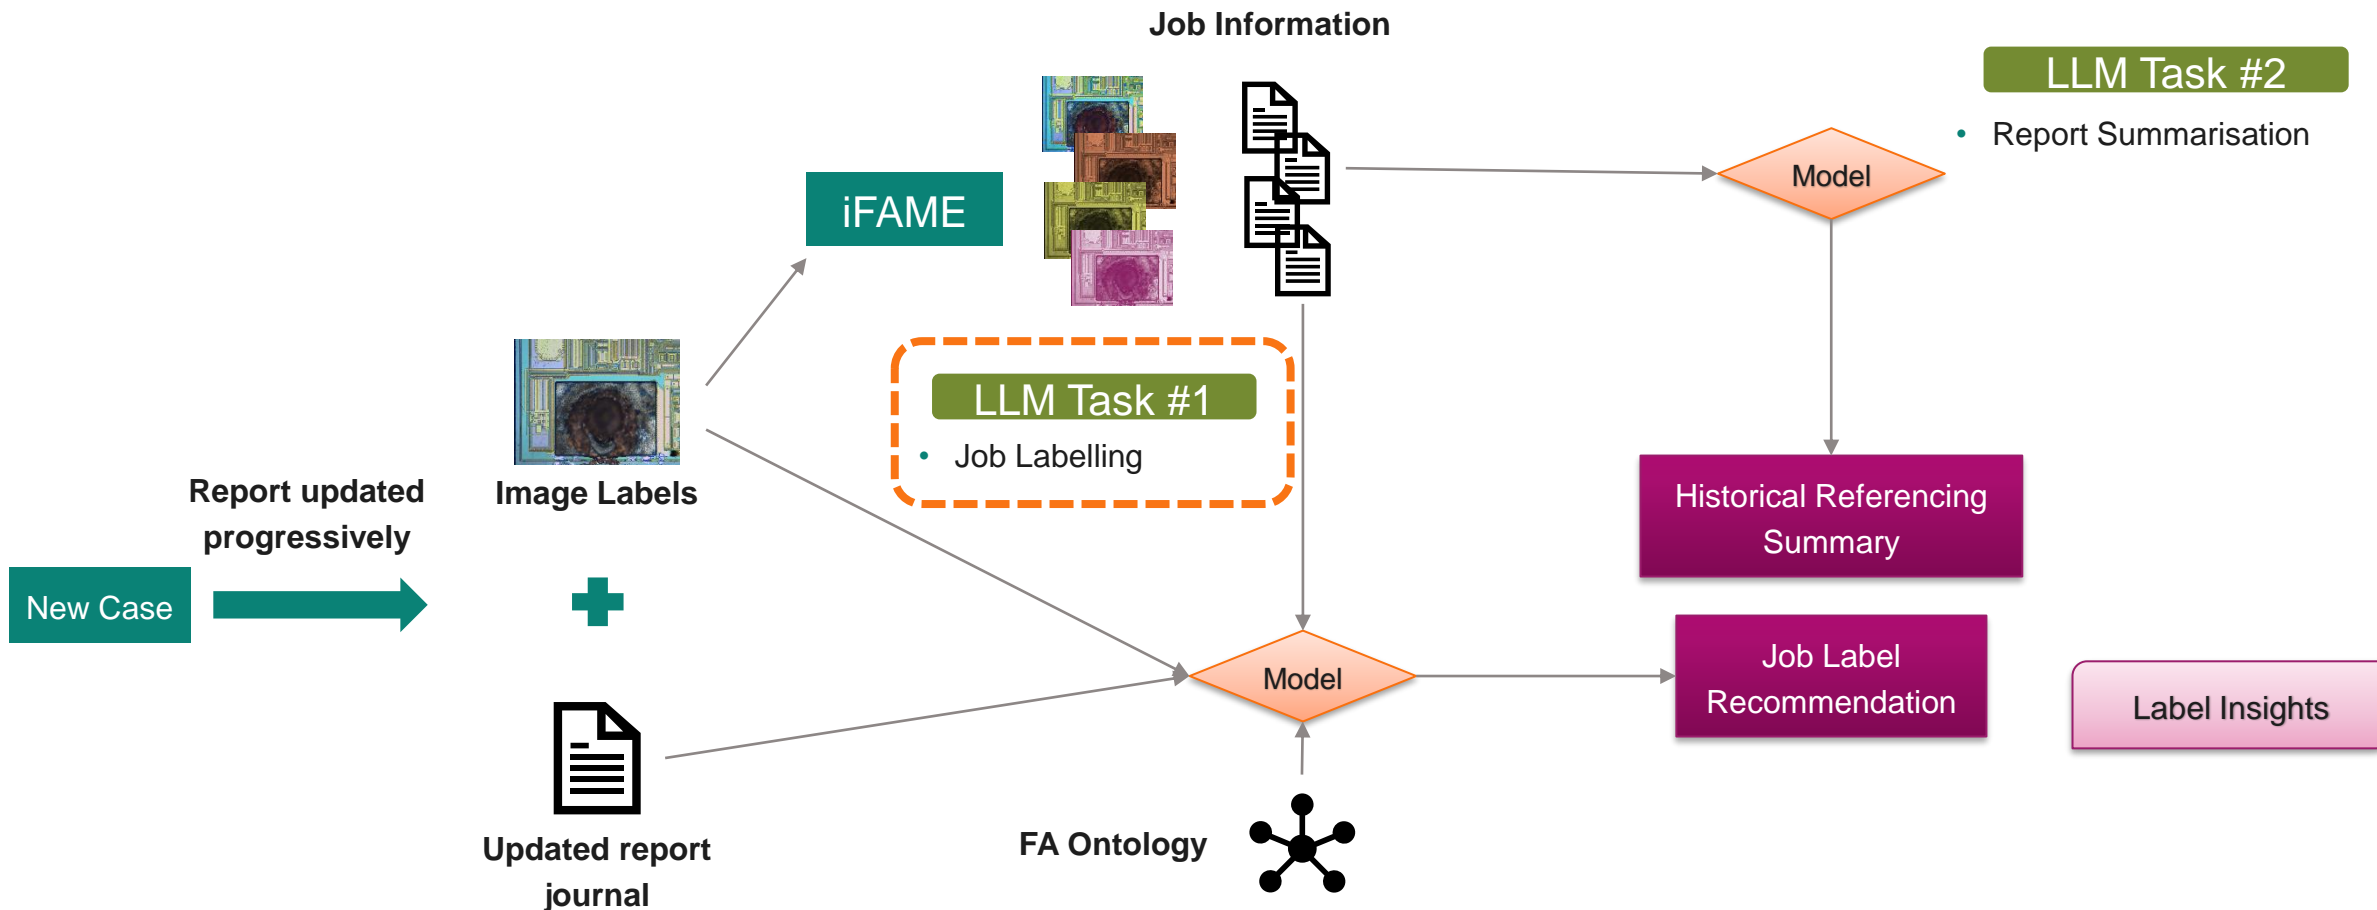 Job Information
LLM Task #2
• Report Summarisation
Model
iFAME
LLM Task #1
• Job Labelling
Image Labels
Report updated
progressively
New Case
Historical Referencing
Summary
Model
Job Label
Recommendation
Label Insights
Updated report
journal
FA Ontology